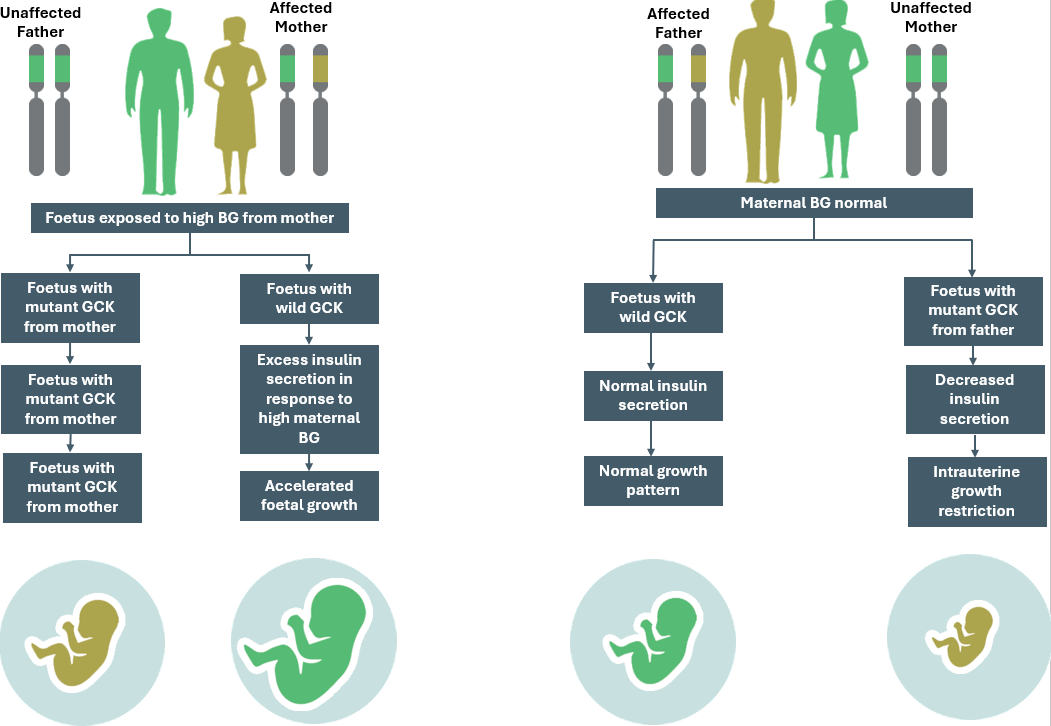 Unaffected
Father
Affected
Mother
Foetus exposed to high BG from mother
Foetus with
mutant GCK
from mother
Foetus with
mutant GCK
from mother
Foetus with
mutant GCK
from mother
Foetus with
wild GCK
Excess insulin
secretion in
response to
high maternal
BG
Accelerated
foetal growth
Affected
Father
Unaffected
Mother
Maternal BG normal
Foetus with
wild GCK
Normal insulin
secretion
Normal growth
pattern
Foetus with
mutant GCK
from father
Decreased
insulin
secretion
Intrauterine
growth
restriction